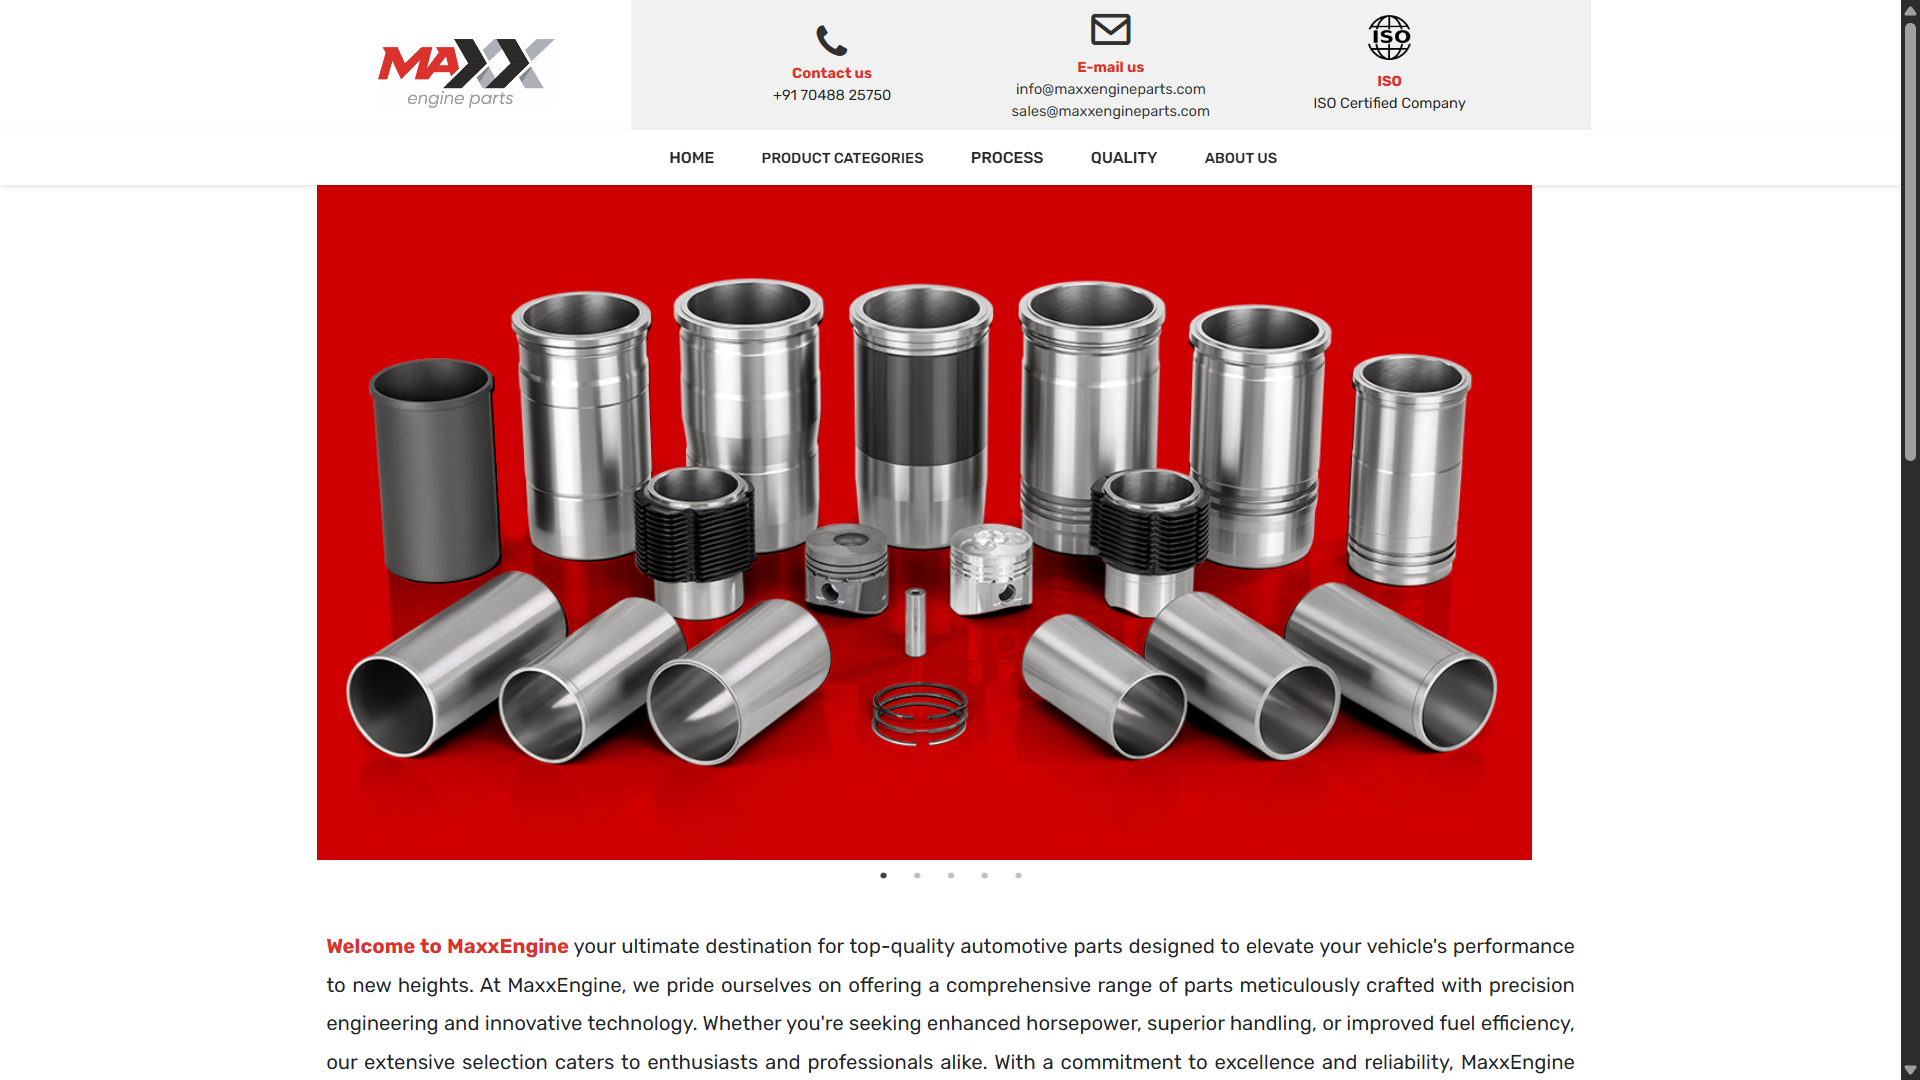 MAXX
engine parts
Contact us
+91 70488 25750
E-mail us
info@maxxengineparts.com
sales@maxxengineparts.com
ISO
ISO
ISO Certified Company
HOME
PRODUCT CATEGORIES
PROCESS
QUALITY
ABOUT US
Welcome to MaxxEngine your ultimate destination for top-quality automotive parts designed to elevate your vehicle's performance
to new heights. At MaxxEngine, we pride ourselves on offering a comprehensive range of parts meticulously crafted with precision
engineering and innovative technology. Whether you're seeking enhanced horsepower, superior handling, or improved fuel efficiency,
our extensive selection caters to enthusiasts and professionals alike. With a commitment to excellence and reliability, MaxxEngine